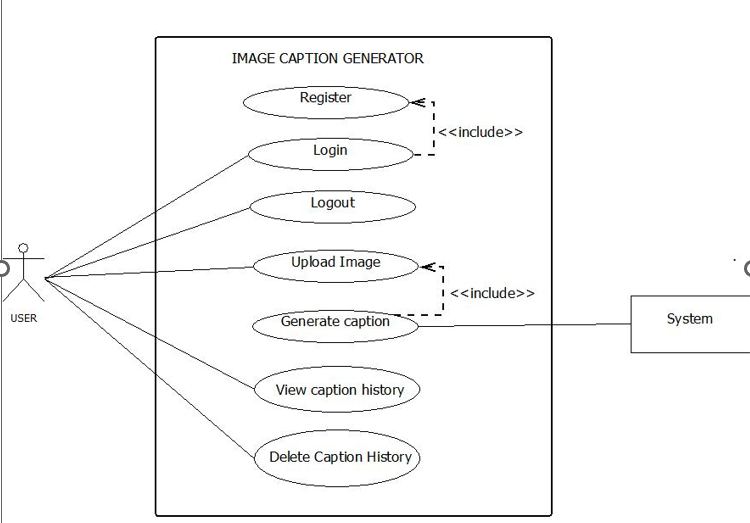 IMAGE CAPTION GENERATOR
Register
<<include>>
Login
Logout
Upload Image
<<include>>
Generate caption
System
USER
View caption history
Delete Caption History